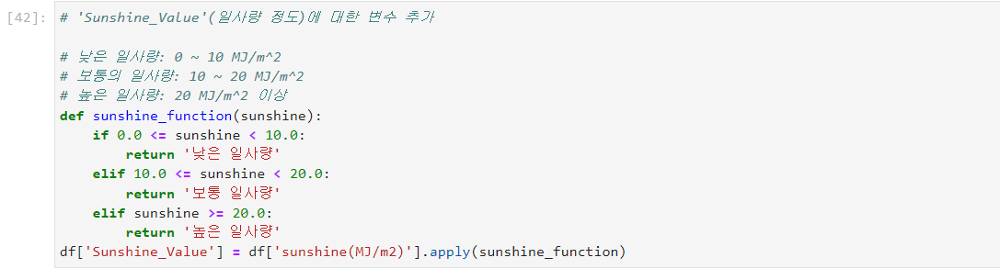 [42]: # 'Sunshine_Value'(일사량 정도)에 대한 변수 추가
# 낮은 일사량: 0 ~ 10 MJ/m^2
# 보통의 일사량: 10 ~ 20 MJ/m^2
# 높은 일사량: 20 MJ/m^2 이상
def sunshine_function(sunshine):
    if 0.0 <= sunshine < 10.0:
        return '낮은 일사량'
    elif 10.0 <= sunshine < 20.0:
        return '보통 일사량'
    elif sunshine >= 20.0:
        return '높은 일사량'
df['Sunshine_Value'] = df['sunshine(MJ/m2)'].apply(sunshine_function)